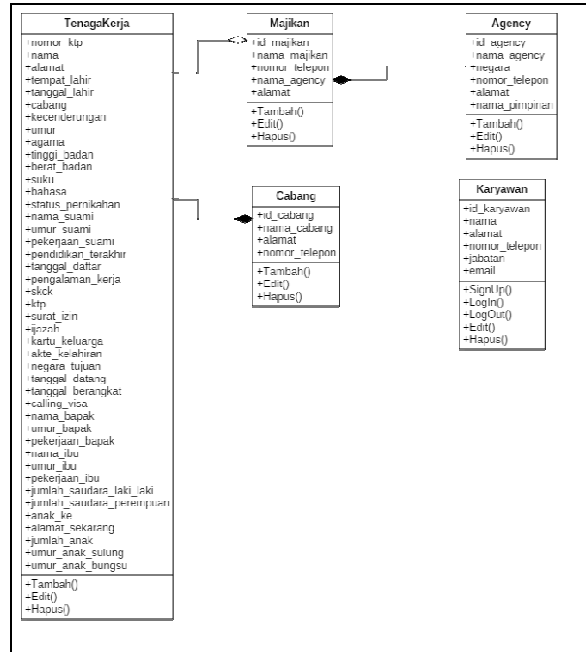 TenagaKerja
+nomor_ktp
+nama
+alamat
+tempat_lahir
+tanggal_lahir
+cabang
+kecenderungan
+umur
+agama
+tinggi_badan
+berat_badan
+suku
+bahasa
+status_pernikahan
+nama_suami
+umur_suami
+pekerjaan_suami
+pendidikan_terakhir
+tanggal_daftar
+pengalaman_kerja
+skck
+ktp
+surat_izin
+ijazah
+kartu_keluarga
+akte_kelahiran
+negara_tujuan
+tanggal_datang
+tanggal_berangkat
+calling_visa
+nama_bapak
+umur_bapak
+pekerjaan_bapak
+nama_ibu
+umur_ibu
+pekerjaan_ibu
+jumlah_saudara_laki_laki
+jumlah_saudara_perempuan
+anak_ke
+alamat_sekarang
+jumlah_anak
+umur_anak_sulung
+umur_anak_bungsu
+Tambah()
+Edit()
+Hapus()
Majikan
+id_majikan
+nama_majikan
+nomor_telepon
+nama_agency
+alamat
+Tambah()
+Edit()
+Hapus()
Agency
+id_agency
+nama_agency
+negara
+nomor_telepon
+alamat
+nama_pimpinan
+Tambah()
+Edit()
+Hapus()
Cabang
+id_cabang
+nama_cabang
+alamat
+nomor_telepon
+Tambah()
+Edit()
+Hapus()
Karyawan
+id_karyawan
+nama
+alamat
+nomor_telepon
+jabatan
+email
+SignUp()
+LogIn()
+LogOut()
+Edit()
+Hapus()